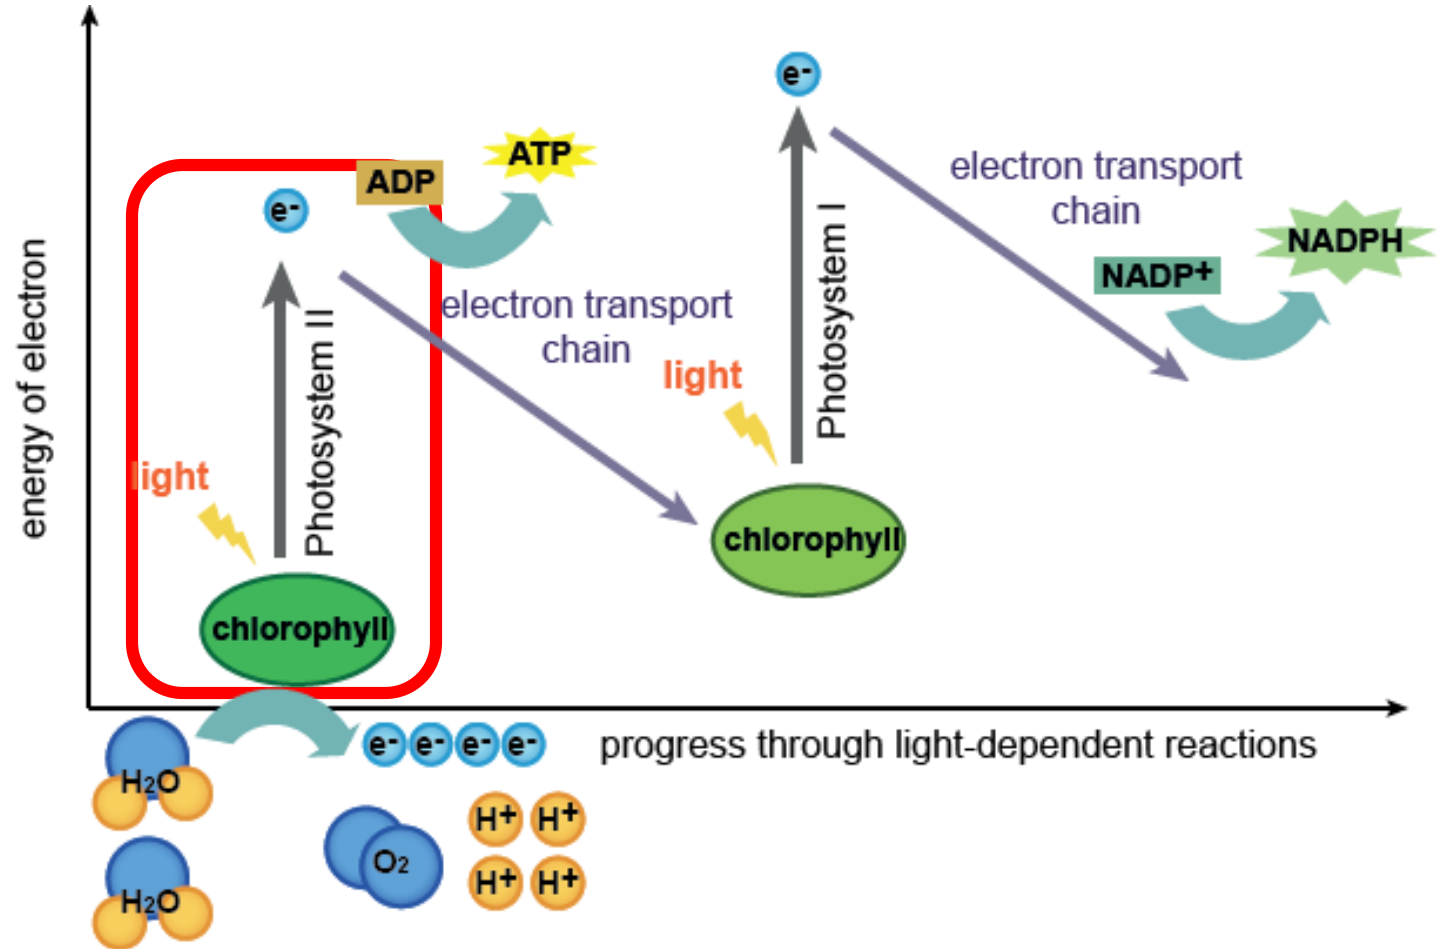 energy of electron
e-
ADP
ATP
electron transport
chain
Photosystem II
light
chlorophyll
e-
Photosystem I
light
chlorophyll
electron transport
chain
NADP+
NADPH
progress through light-dependent reactions
H2O
H2O
e- e- e- e-
O2
H+ H+
H+ H+